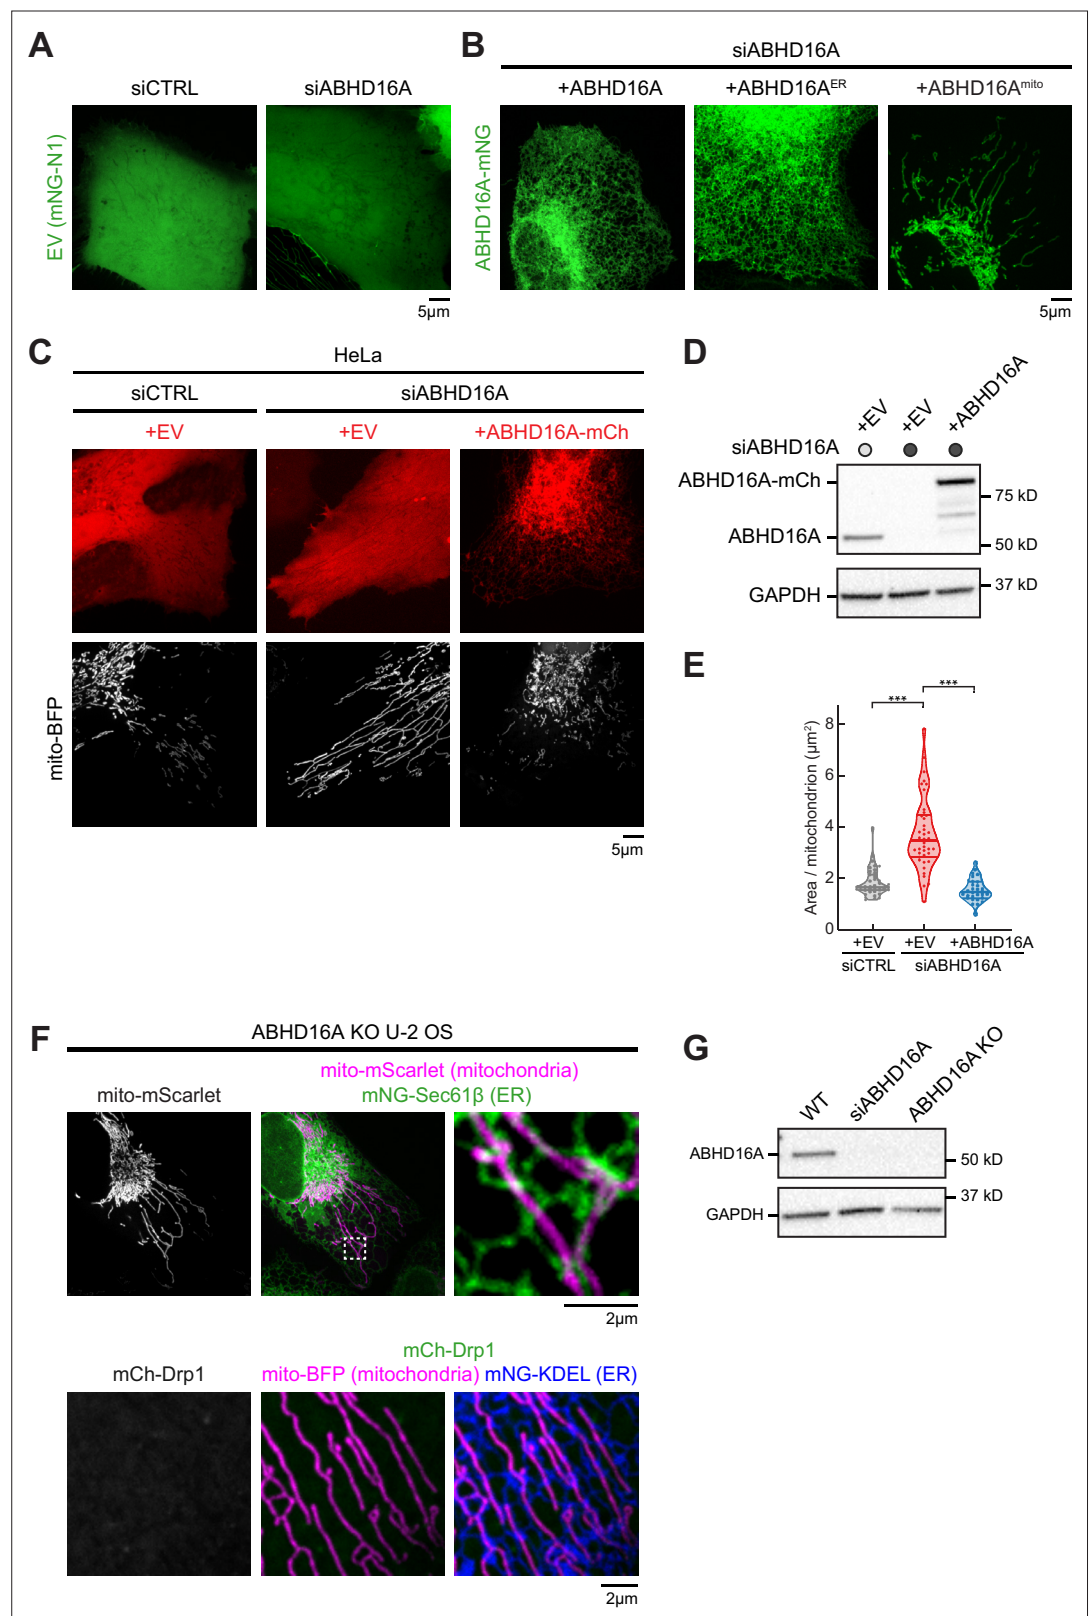 A
siCTRL
siABHD16A
EV (mNG-N1)
5µm
B
siABHD16A
+ABHD16A
+ABHD16A^ER
+ABHD16A^mito
ABHD16A-mNG
5µm
C
HeLa
siCTRL
siABHD16A
+EV
+EV
+ABHD16A-mCh
mito-BFP
5µm
D
+EV
+EV
+ABHD16A
siABHD16A
ABHD16A-mCh
75 kD
ABHD16A
50 kD
37 kD
GAPDH
E
***
***
Area / mitochondrion (µm²)
8
6
4
2
0
+EV
+EV
+ABHD16A
siCTRL
siABHD16A
F
ABHD16A KO U-2 OS
mito-mScarlet (mitochondria)
mito-mScarlet
mNG-Sec61β (ER)
2µm
mCh-Drp1
mCh-Drp1
mito-BFP (mitochondria) mNG-KDEL (ER)
2µm
G
WT
siABHD16A
ABHD16A KO
ABHD16A
50 kD
37 kD
GAPDH